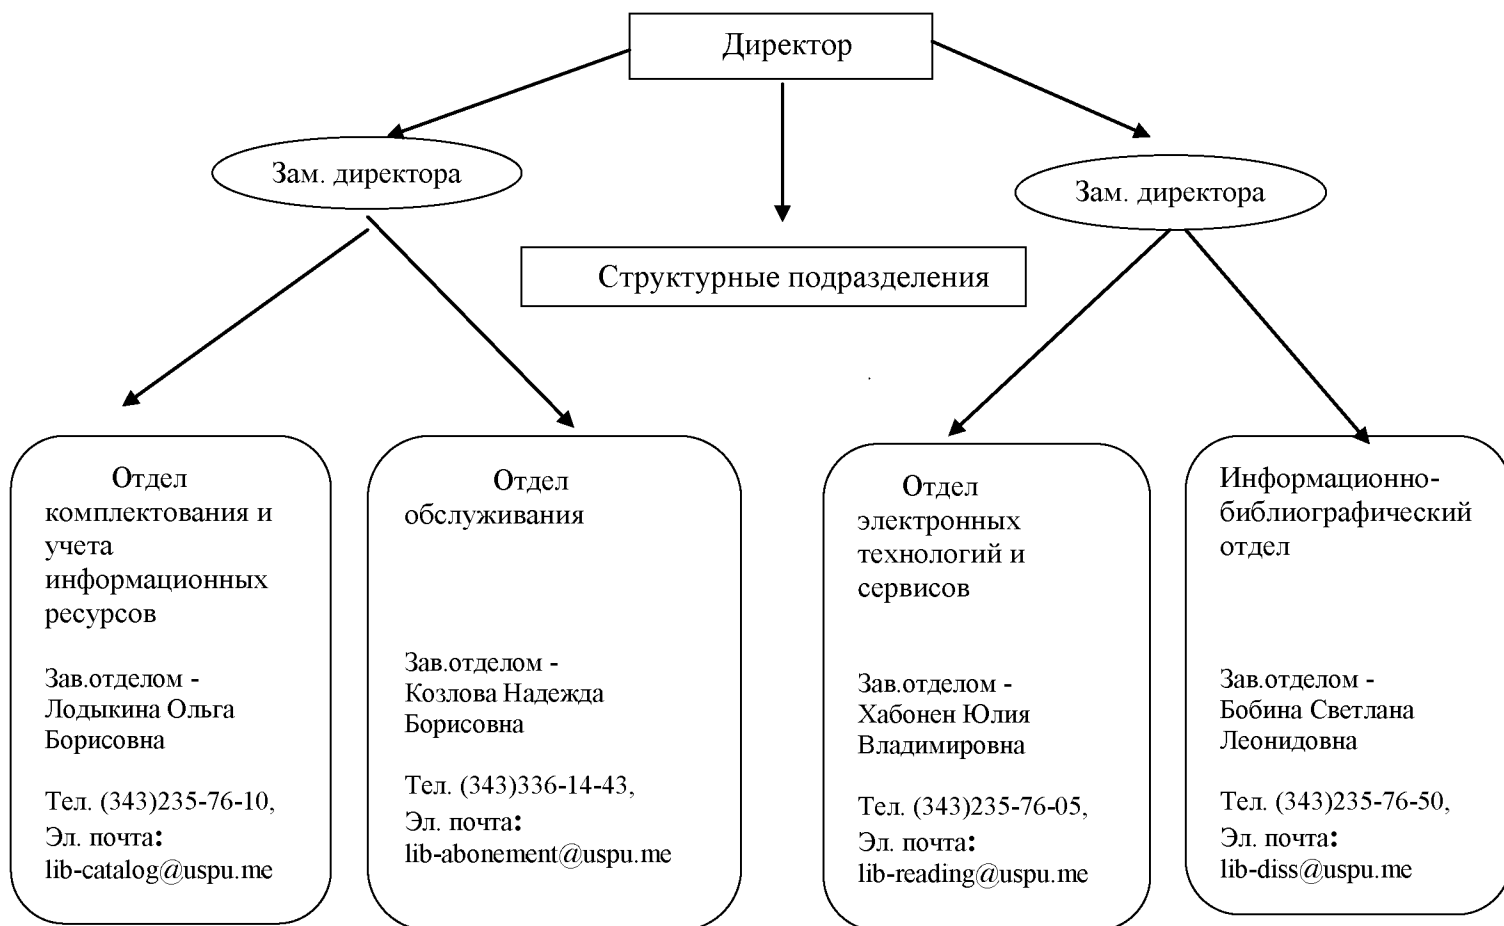 Директор
Зам. директора
Зам. директора
Структурные подразделения
Отдел
комплектования и
учета
информационных
ресурсов
Зав.отделом -
Лодыкина Ольга
Борисовна
Тел. (343)235-76-10,
Эл. почта:
lib-catalog@uspu.me
Отдел
обслуживания
Зав.отделом -
Козлова Надежда
Борисовна
Тел. (343)336-14-43,
Эл. почта:
lib-abonement@uspu.me
Отдел
электронных
технологий и
сервисов
Зав.отделом -
Хабонен Юлия
Владимировна
Тел. (343)235-76-05,
Эл. почта:
lib-reading@uspu.me
Информационно-
библиографический
отдел
Зав.отделом -
Бобина Светлана
Леонидовна
Тел. (343)235-76-50,
Эл. почта:
lib-diss@uspu.me